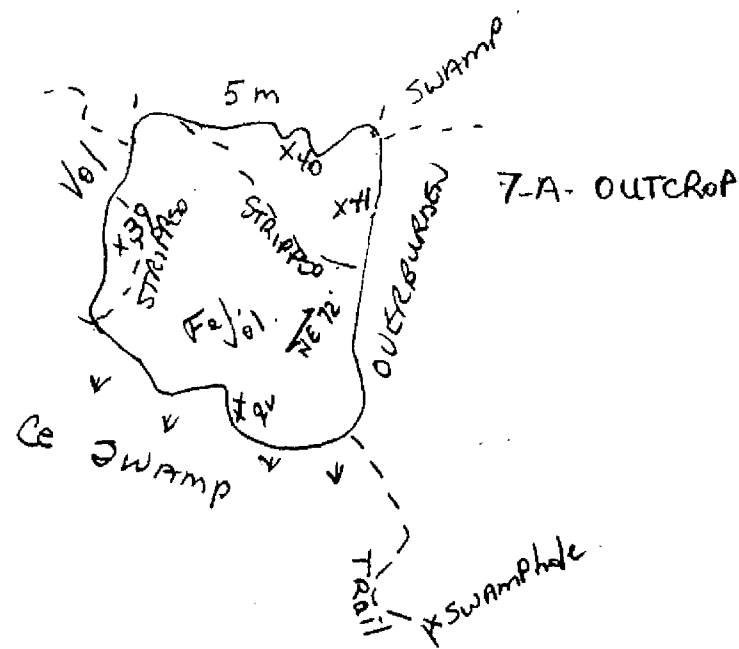 SWAMP
5 m
Vol
X40
7-A- OUTCROP
X41
X39
STRIPPED
STRIPPED
OVERBURDEN
Fe/Vol.
NE 72
X qv
Ce SWAMP
TRail
X SWAMPhole